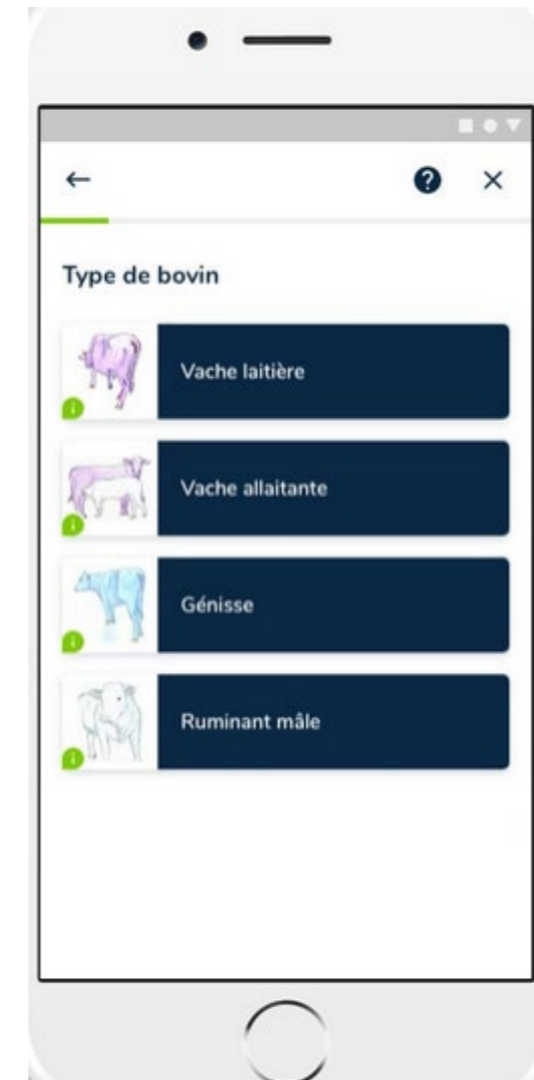 Type de bovin
Vache laitière
Vache allaitante
Génisse
Ruminant mâle